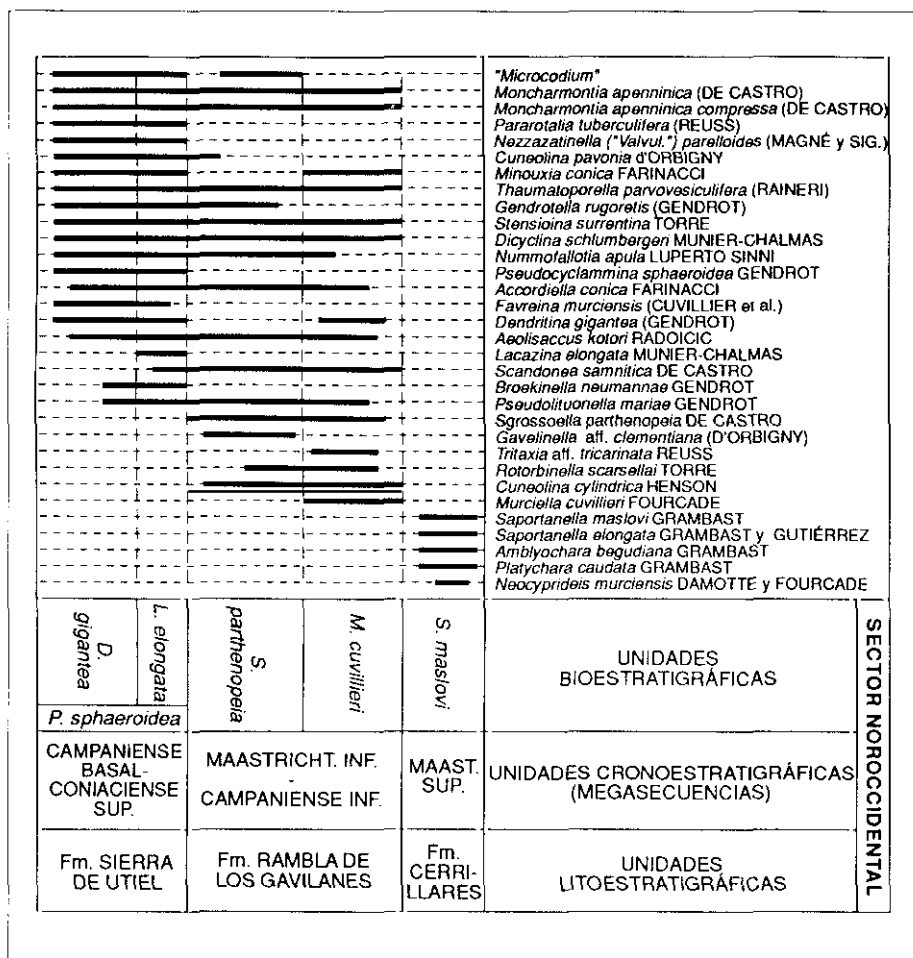 "Microcodium"
Moncharmontia apenninica (DE CASTRO)
Moncharmontia apenninica compressa (DE CASTRO)
Pararotalia tuberculifera (REUSS)
Nezzazatinella ("Valvul.") parelloides (MAGNÉ y SIG.)
Cuneolina pavonia d'ORBIGNY
Minouxia conica FARINACCI
Thaumatoporella parvovesiculifera (RAINERI)
Gendrotella rugoretis (GENDROT)
Stensioina surrentina TORRE
Dicyclina schlumbergeri MUNIER-CHALMAS
Nummofallotia apula LUPERTO SINNI
Pseudocyclammina sphaeroidea GENDROT
Accordiella conica FARINACCI
Favreina murciensis (CUVILLIER et al.)
Dendritina gigantea (GENDROT)
Aeolisaccus kotori RADOICIC
Lacazina elongata MUNIER-CHALMAS
Scandonea samnitica DE CASTRO
Broekinella neumannae GENDROT
Pseudolituonella mariae GENDROT
Sgrossoella parthenopeia DE CASTRO
Gavelinella aff. clementiana (D'ORBIGNY)
Tritaxia aff. tricarinata REUSS
Rotorbinella scarsellai TORRE
Cuneolina cylindrica HENSON
Murciella cuvillieri FOURCADE
Saportanella maslovi GRAMBAST
Saportanella elongata GRAMBAST y GUTIÉRREZ
Amblyochara begudiana GRAMBAST
Platychara caudata GRAMBAST
Neocyprideis murciensis DAMOTTE y FOURCADE
D.
gigantea
L. elongata
S.
parthenopeia
M. cuvillieri
S. maslovi
P. sphaeroidea
UNIDADES
BIOESTRATIGRÁFICAS
CAMPANIENSE
BASAL-
CONIACIENSE
SUP.
MAASTRICHT. INF.
-
CAMPANIENSE INF.
MAAST.
SUP.
UNIDADES CRONOESTRATIGRÁFICAS
(MEGASECUENCIAS)
Fm. SIERRA
DE UTIEL
Fm. RAMBLA DE
LOS GAVILANES
Fm.
CERRI-
LLARES
UNIDADES
LITOESTRATIGRÁFICAS
SECTOR NOROCCIDENTAL